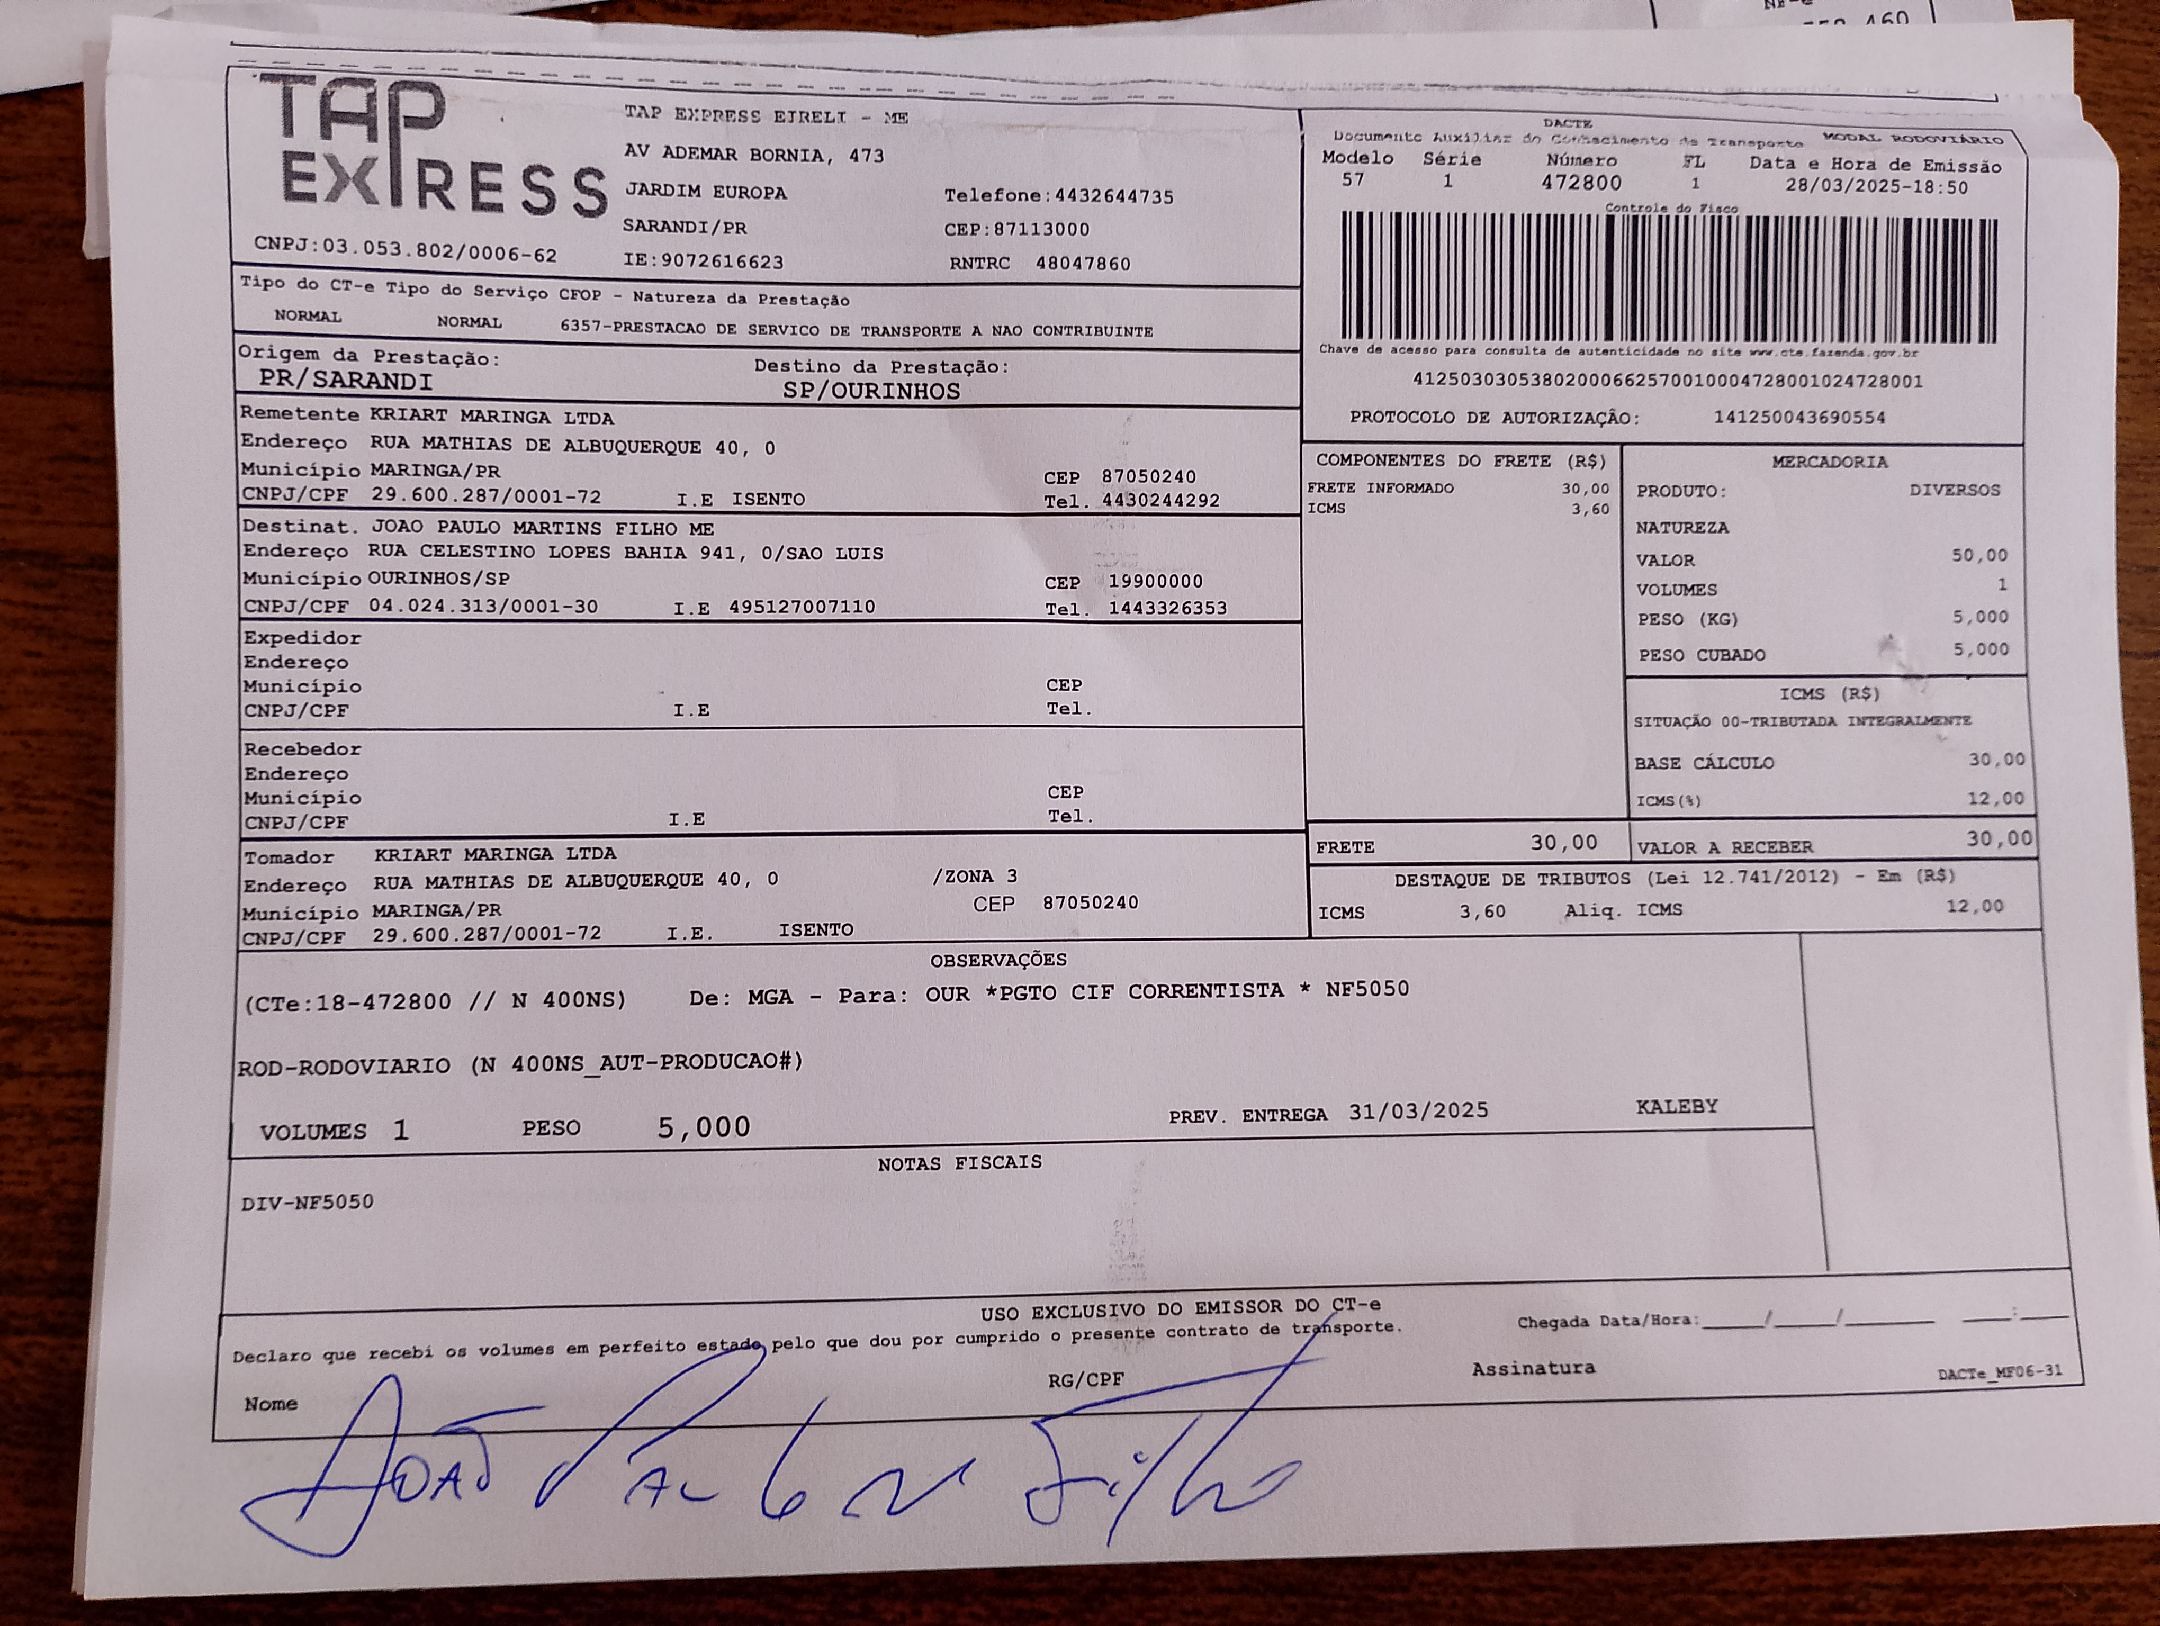 NF-e
TAP
EXPRESS
TAP EXPRESS EIRELI - ME
AV ADEMAR BORNIA, 473
JARDIM EUROPA
Telefone:4432644735
SARANDI/PR
CEP:87113000
CNPJ:03.053.802/0006-62
IE:9072616623
RNTRC 48047860
DACTE
Documento Auxiliar do Conhecimento de Transporte MODAL RODOVIÁRIO
Modelo Série Número FL Data e Hora de Emissão
57 1 472800 1 28/03/2025-18:50
Controle do Fisco
Chave de acesso para consulta de autenticidade no site www.cte.fazenda.gov.br
41250303053802000662570010004728001024728001
PROTOCOLO DE AUTORIZAÇÃO: 141250043690554
Tipo do CT-e Tipo do Serviço CFOP - Natureza da Prestação
NORMAL NORMAL 6357-PRESTACAO DE SERVICO DE TRANSPORTE A NAO CONTRIBUINTE
Origem da Prestação: Destino da Prestação:
PR/SARANDI SP/OURINHOS
Remetente KRIART MARINGA LTDA
Endereço RUA MATHIAS DE ALBUQUERQUE 40, 0
Município MARINGA/PR CEP 87050240
CNPJ/CPF 29.600.287/0001-72 I.E ISENTO Tel. 4430244292
Destinat. JOAO PAULO MARTINS FILHO ME
Endereço RUA CELESTINO LOPES BAHIA 941, 0/SAO LUIS
Município OURINHOS/SP CEP 19900000
CNPJ/CPF 04.024.313/0001-30 I.E 495127007110 Tel. 1443326353
Expedidor
Endereço
Município CEP
CNPJ/CPF I.E Tel.
Recebedor
Endereço
Município CEP
CNPJ/CPF I.E Tel.
Tomador KRIART MARINGA LTDA
Endereço RUA MATHIAS DE ALBUQUERQUE 40, 0 /ZONA 3
Município MARINGA/PR CEP 87050240
CNPJ/CPF 29.600.287/0001-72 I.E. ISENTO
COMPONENTES DO FRETE (R$)
FRETE INFORMADO 30,00
ICMS 3,60
MERCADORIA
PRODUTO: DIVERSOS
NATUREZA
VALOR 50,00
VOLUMES 1
PESO (KG) 5,000
PESO CUBADO 5,000
ICMS (R$)
SITUAÇÃO 00-TRIBUTADA INTEGRALMENTE
BASE CÁLCULO 30,00
ICMS(%) 12,00
FRETE 30,00 VALOR A RECEBER 30,00
DESTAQUE DE TRIBUTOS (Lei 12.741/2012) - Em (R$)
ICMS 3,60 Aliq. ICMS 12,00
OBSERVAÇÕES
(CTe:18-472800 // N 400NS) De: MGA - Para: OUR *PGTO CIF CORRENTISTA * NF5050
ROD-RODOVIARIO (N 400NS_AUT-PRODUCAO#)
VOLUMES 1 PESO 5,000 PREV. ENTREGA 31/03/2025 KALEBY
NOTAS FISCAIS
DIV-NF5050
USO EXCLUSIVO DO EMISSOR DO CT-e
Declaro que recebi os volumes em perfeito estado pelo que dou por cumprido o presente contrato de transporte.
Chegada Data/Hora:_____/_____/_______ ____:____
Nome RG/CPF Assinatura DACTe_MF06-31
JOAO PAULO M FILHO